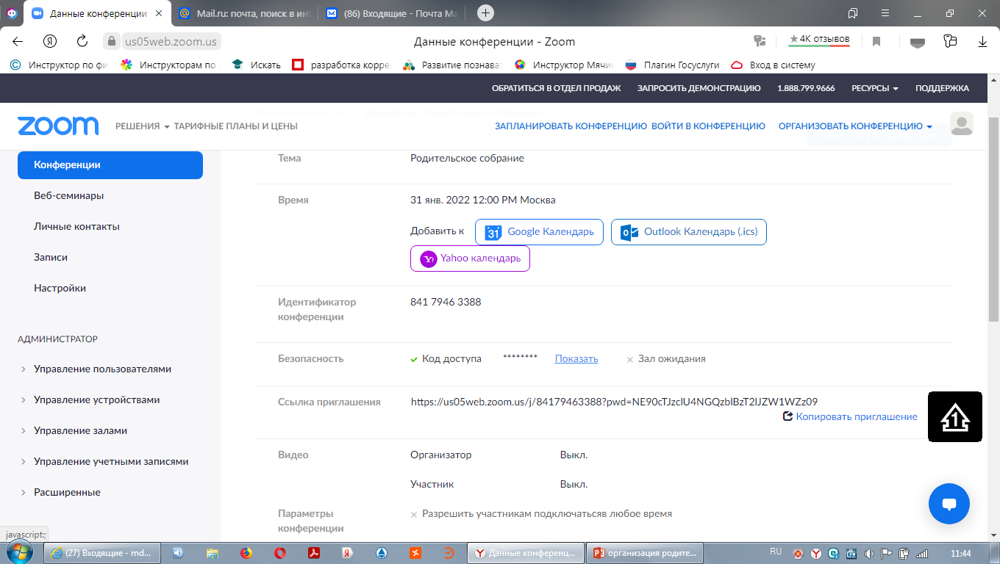 Данные конференции
Mail.ru: почта, поиск в инт
(86) Входящие - Почта Ма
us05web.zoom.us
Данные конференции - Zoom
4К отзывов
Инструктор по фи
Инструкторам по
Искать
разработка корре
Развитие познава
Инструктор Мячи
Плагин Госуслуги
Вход в систему
ОБРАТИТЬСЯ В ОТДЕЛ ПРОДАЖ ЗАПРОСИТЬ ДЕМОНСТРАЦИЮ 1.888.799.9666 РЕСУРСЫ ПОДДЕРЖКА
zoom РЕШЕНИЯ ТАРИФНЫЕ ПЛАНЫ И ЦЕНЫ ЗАПЛАНИРОВАТЬ КОНФЕРЕНЦИЮ ВОЙТИ В КОНФЕРЕНЦИЮ ОРГАНИЗОВАТЬ КОНФЕРЕНЦИЮ
Конференции
Веб-семинары
Личные контакты
Записи
Настройки
АДМИНИСТРАТОР
Управление пользователями
Управление устройствами
Управление залами
Управление учетными записями
Расширенные
Тема Родительское собрание
Время 31 янв. 2022 12:00 PM Москва
Добавить к 31 Google Календарь Outlook Календарь (.ics)
Yahoo календарь
Идентификатор
конференции
841 7946 3388
Безопасность Код доступа ******** Показать Зал ожидания
Ссылка приглашения https://us05web.zoom.us/j/84179463388?pwd=NE90cTJzclU4NGQzblBzT2lJZW1WZz09
Копировать приглашение
1
Видео Организатор Выкл.
Участник Выкл.
Параметры
конференции
Разрешить участникам подключатьсяв любое время
javascript:;
(27) Входящие - md...
Данные конференц...
организация родите...
RU
11:44